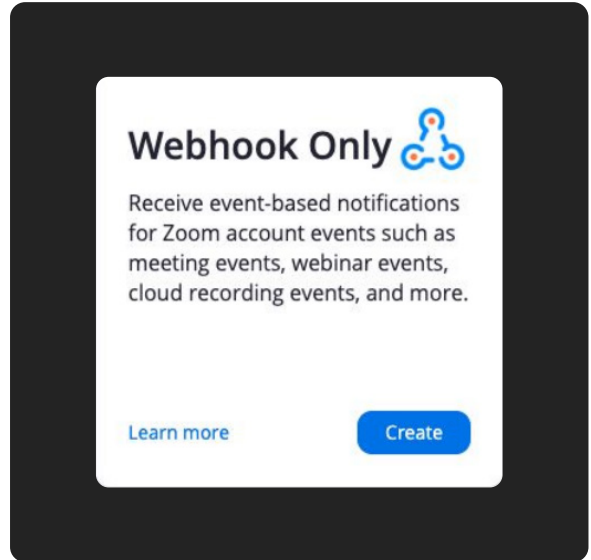 Webhook Only
Receive event-based notifications
for Zoom account events such as
meeting events, webinar events,
cloud recording events, and more.
Learn more
Create